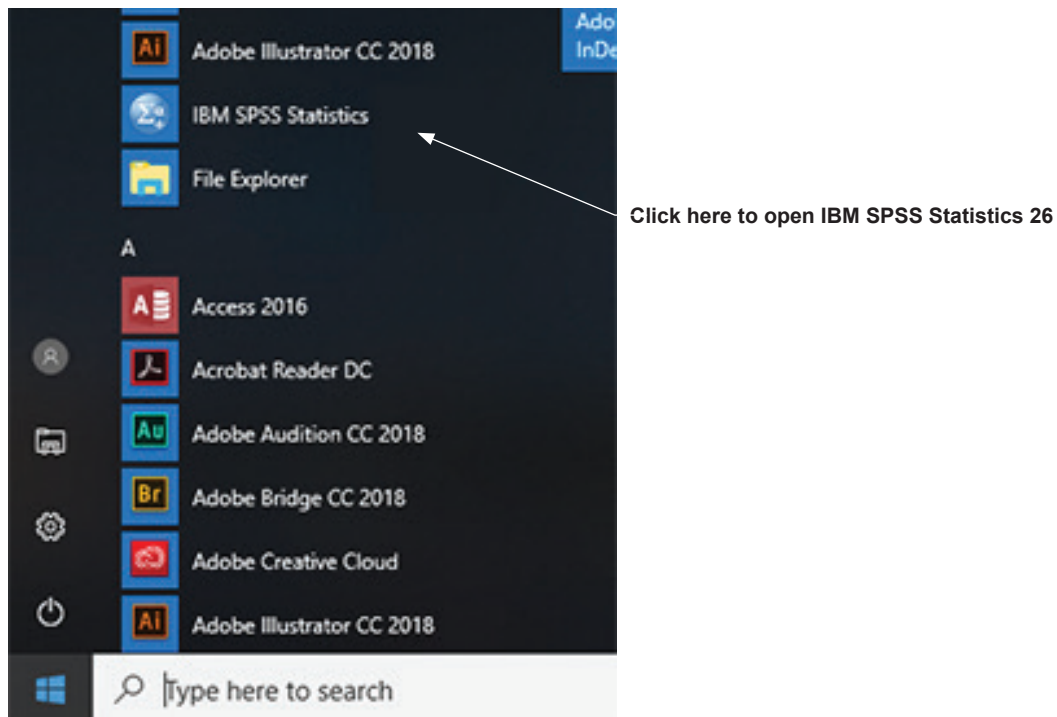 Ado
InDe
Adobe Illustrator CC 2018
IBM SPSS Statistics
File Explorer
Click here to open IBM SPSS Statistics 26
A
Access 2016
Acrobat Reader DC
Au
Adobe Audition CC 2018
Br
Adobe Bridge CC 2018
Adobe Creative Cloud
Ai
Adobe Illustrator CC 2018
Type here to search